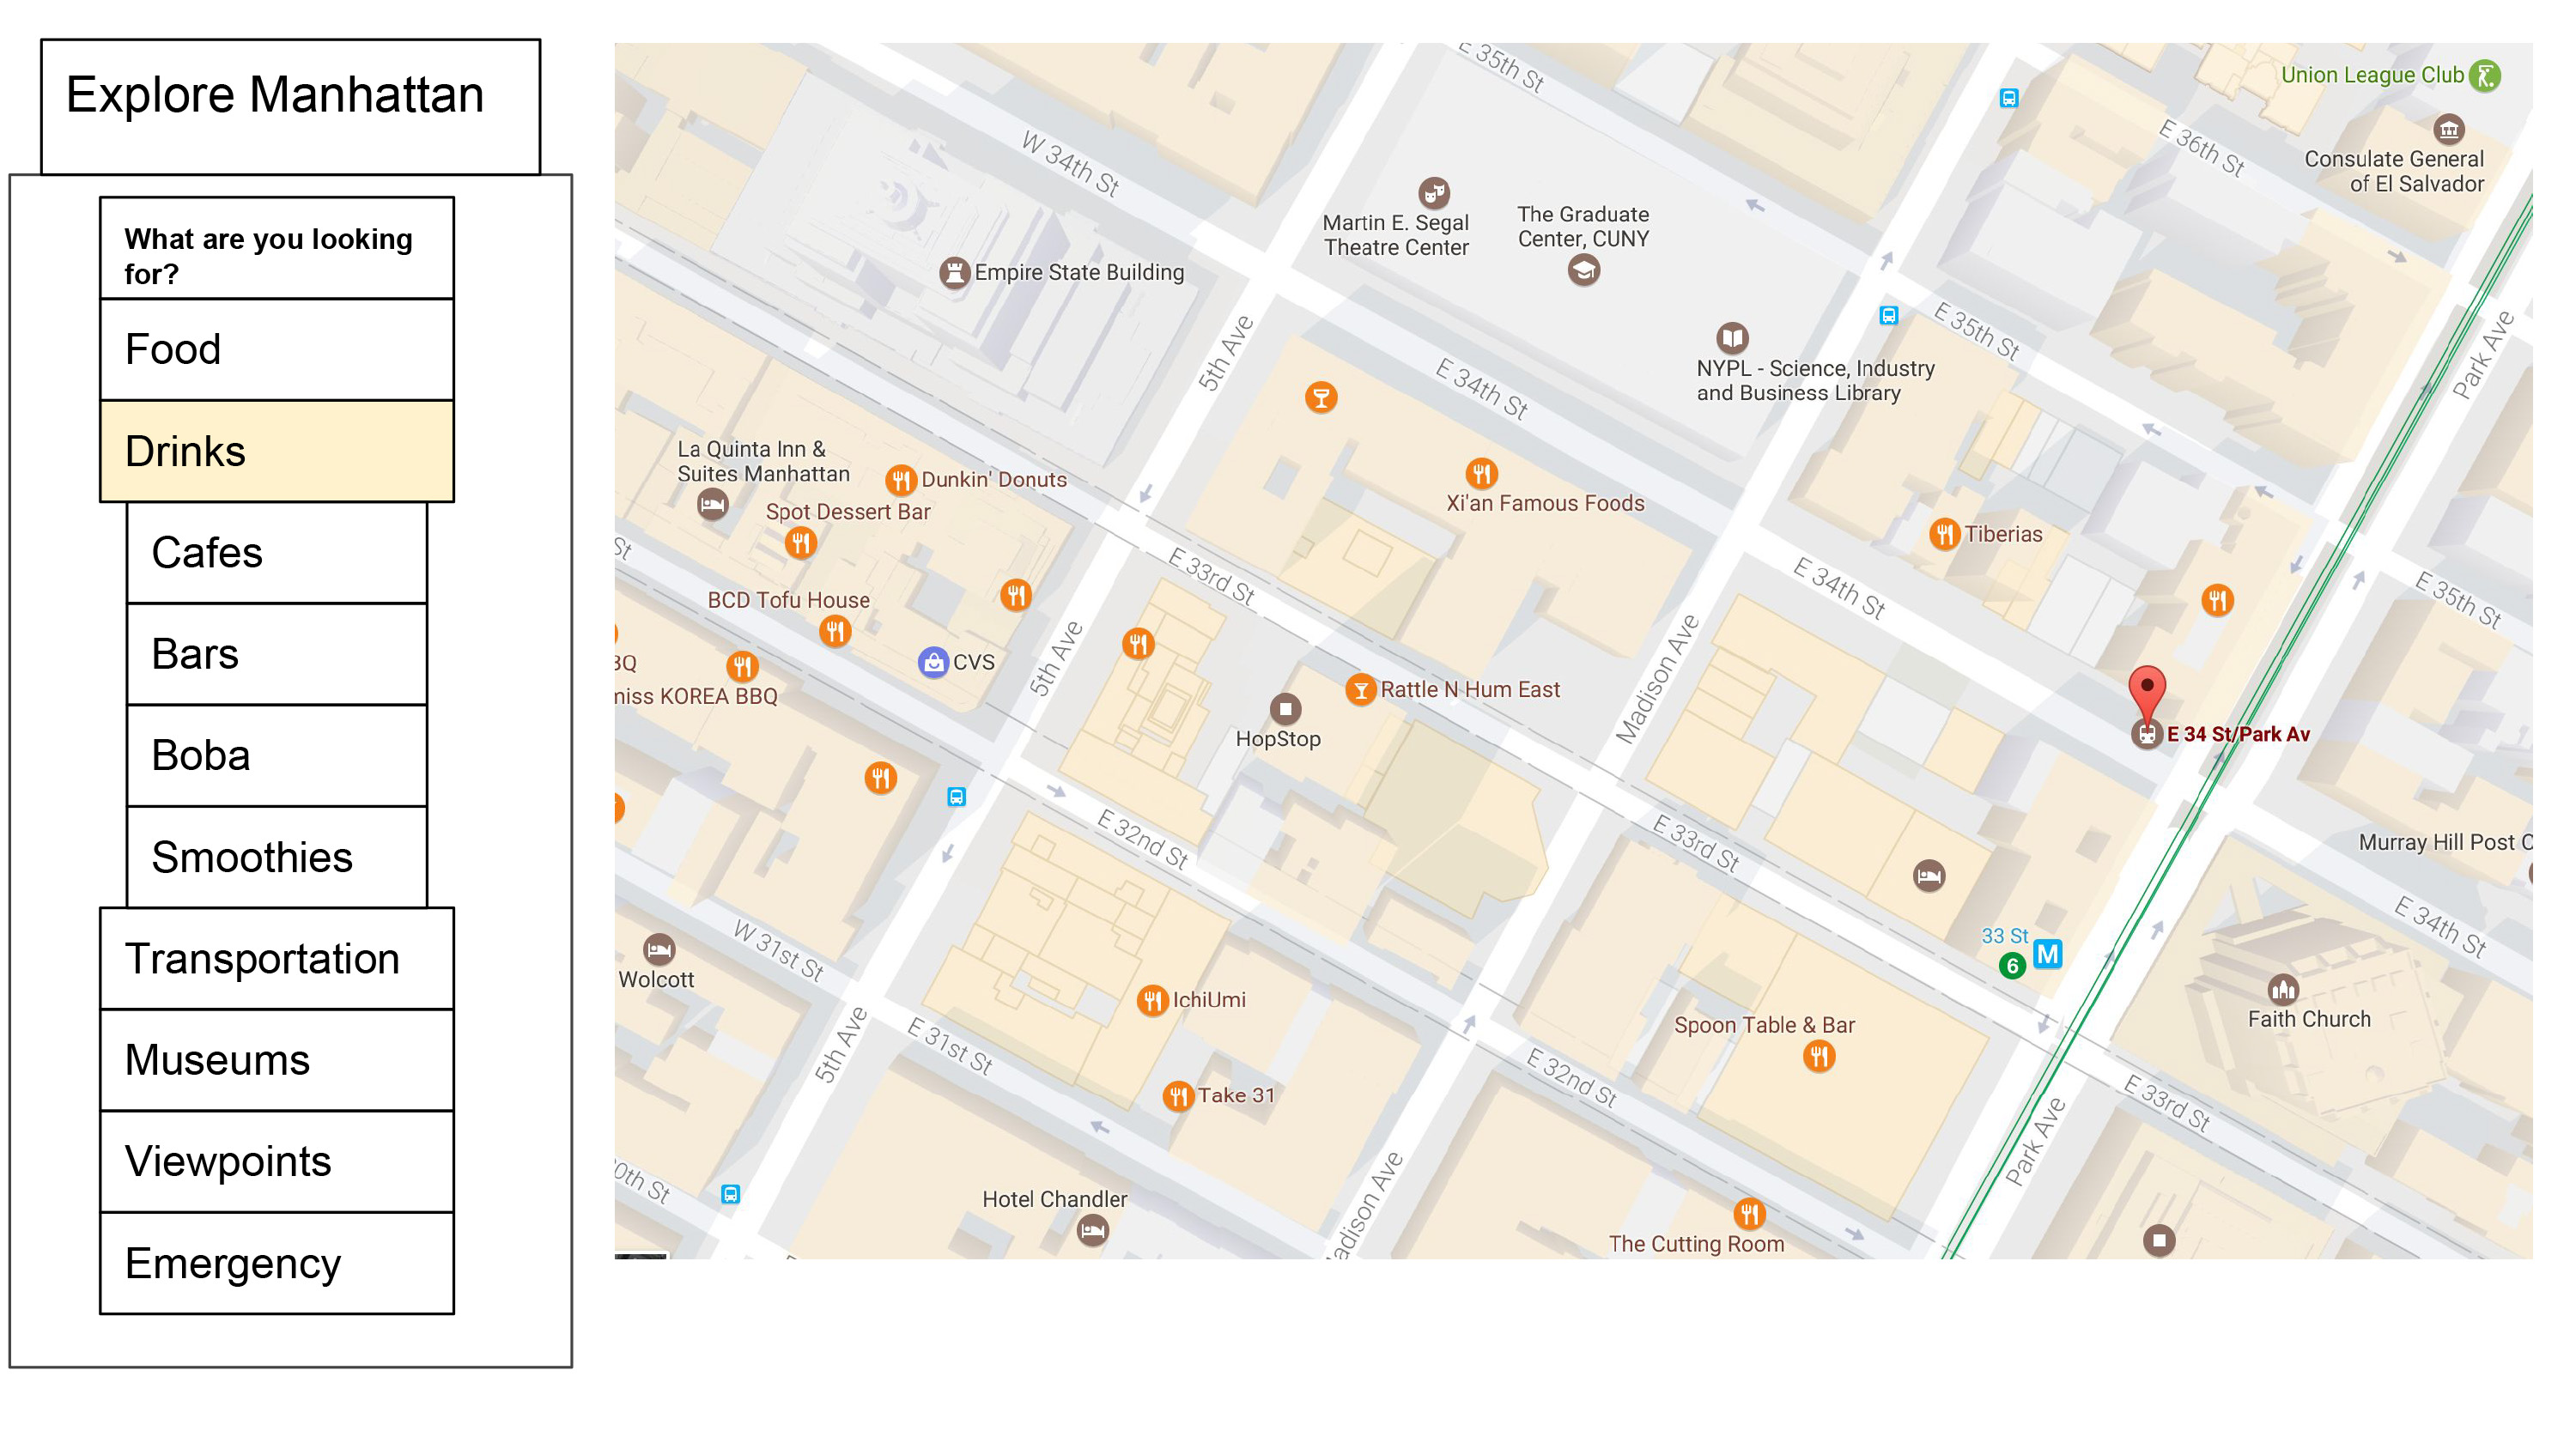 Explore Manhattan
What are you looking
for?
Food
Drinks
Cafes
Bars
Boba
Smoothies
Transportation
Museums
Viewpoints
Emergency
E 35th St
Union League Club
W 34th St
E 36th St
Consulate General
of El Salvador
Martin E. Segal
Theatre Center
The Graduate
Center, CUNY
Empire State Building
5th Ave
E 35th St
Park Ave
NYPL - Science, Industry
and Business Library
E 34th St
La Quinta Inn &
Suites Manhattan
Dunkin' Donuts
Spot Dessert Bar
Xi'an Famous Foods
Tiberias
St
E 33rd St
E 34th St
E 35th St
BCD Tofu House
5th Ave
Madison Ave
BQ
CVS
miss KOREA BBQ
Rattle N Hum East
HopStop
E 34 St/Park Av
E 32nd St
E 33rd St
Murray Hill Post
E 34th St
W 31st St
33 St
M
6
Wolcott
IchiUmi
Faith Church
5th Ave
E 31st St
Spoon Table & Bar
E 32nd St
E 33rd St
Take 31
Park Ave
0th St
Hotel Chandler
adison Ave
The Cutting Room